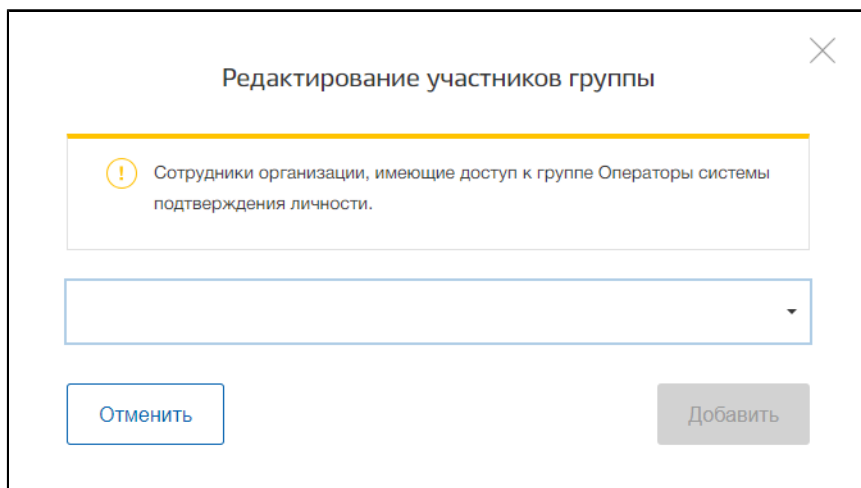 Редактирование участников группы
Сотрудники организации, имеющие доступ к группе Операторы системы
подтверждения личности.
Отменить
Добавить